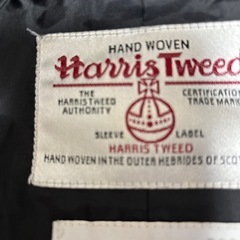 HAND WOVEN
Harris Tweed
THE CERTIFICATION
HARRIS TWEED TRADE MARK
AUTHORITY
SLEEVE LABEL
HARRIS TWEED
HAND WOVEN IN THE OUTER HEBRIDES OF SCOT